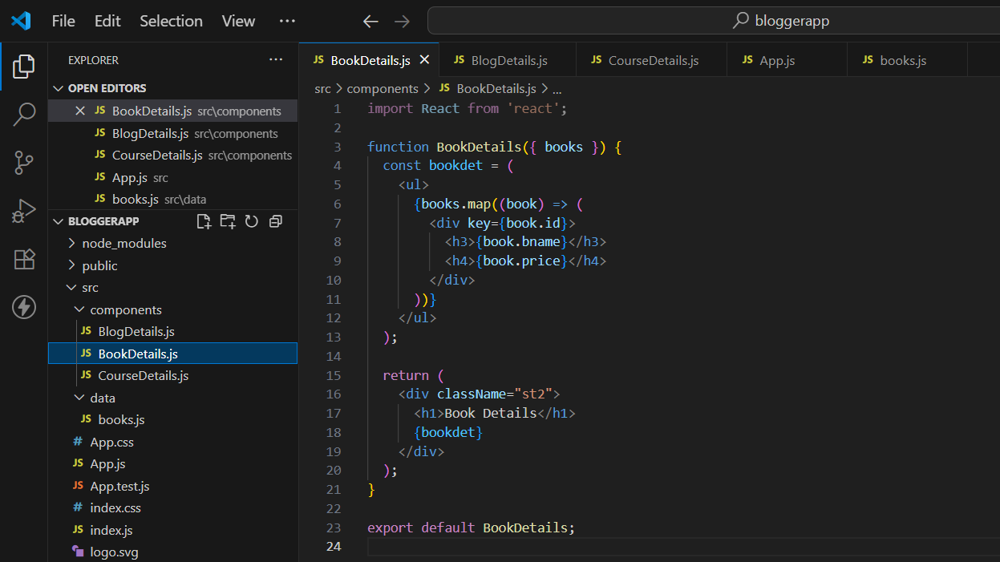 File Edit Selection View ··· bloggerapp
EXPLORER ···
OPEN EDITORS
JS BookDetails.js src\components
JS BlogDetails.js src\components
JS CourseDetails.js src\components
JS App.js src
JS books.js src\data
BLOGGERAPP
node_modules
public
src
components
JS BlogDetails.js
JS BookDetails.js
JS CourseDetails.js
data
JS books.js
# App.css
JS App.js
JS App.test.js
# index.css
JS index.js
logo.svg
JS BookDetails.js JS BlogDetails.js JS CourseDetails.js JS App.js JS books.js
src > components > JS BookDetails.js > ...
1 import React from 'react';
2
3 function BookDetails({ books }) {
4 const bookdet = (
5 <ul>
6 {books.map((book) => (
7 <div key={book.id}>
8 <h3>{book.bname}</h3>
9 <h4>{book.price}</h4>
10 </div>
11 ))}
12 </ul>
13 );
14
15 return (
16 <div className="st2">
17 <h1>Book Details</h1>
18 {bookdet}
19 </div>
20 );
21 }
22
23 export default BookDetails;
24